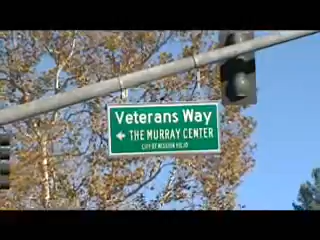 Veterans Way
← THE MURRAY CENTER
CITY OF MISSION VIEJO